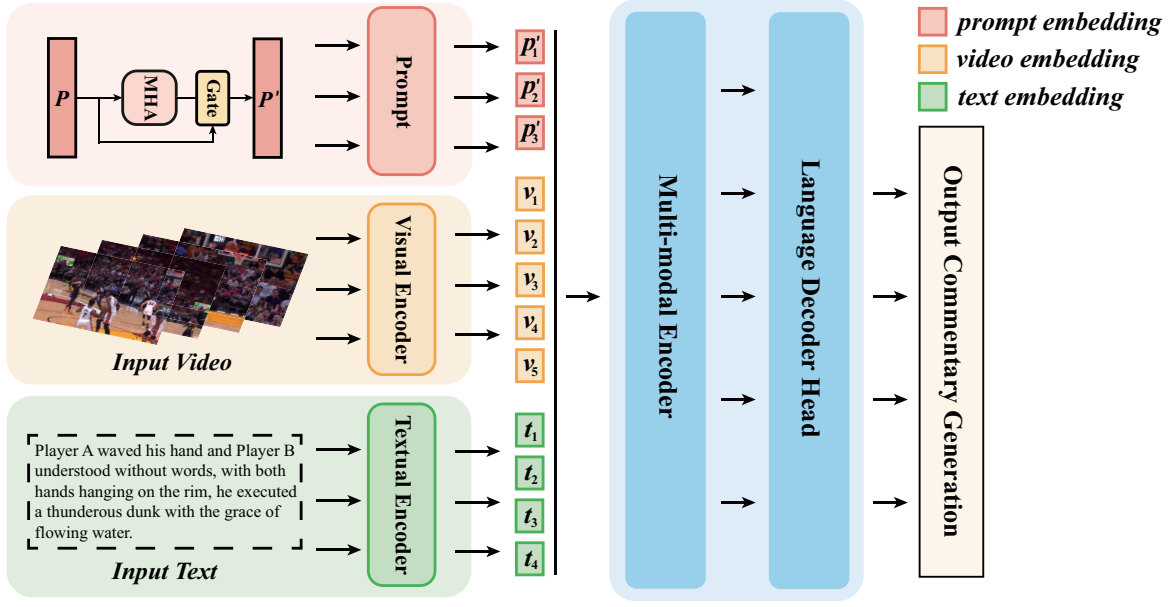 P
MHA
Gate
P'
Prompt
p'1
p'2
p'3
prompt embedding
video embedding
text embedding
Input Video
Visual Encoder
v1
v2
v3
v4
v5
Player A waved his hand and Player B
understood without words, with both
hands hanging on the rim, he executed
a thunderous dunk with the grace of
flowing water.
Input Text
Textual Encoder
t1
t2
t3
t4
Multi-modal Encoder
Language Decoder Head
Output Commentary Generation